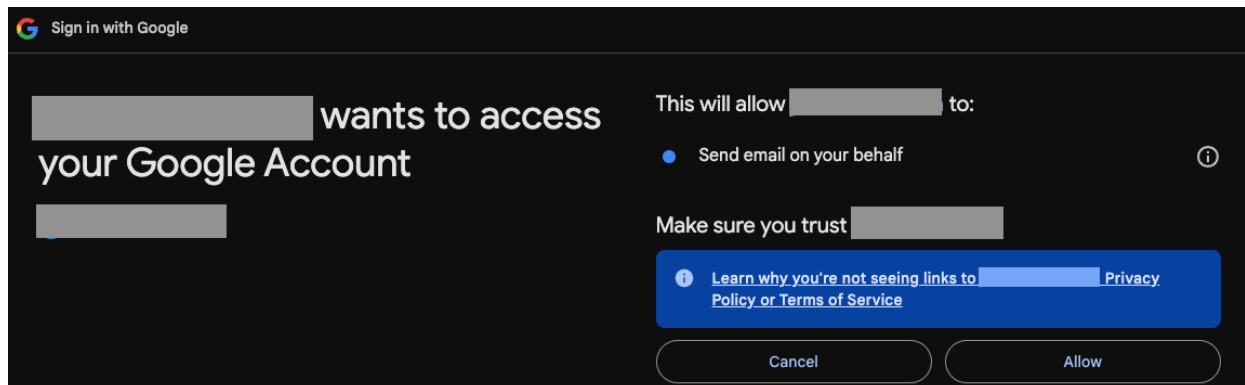 Sign in with Google
wants to access
your Google Account
This will allow to:
Send email on your behalf
Make sure you trust
Learn why you're not seeing links to Privacy
Policy or Terms of Service
Cancel
Allow